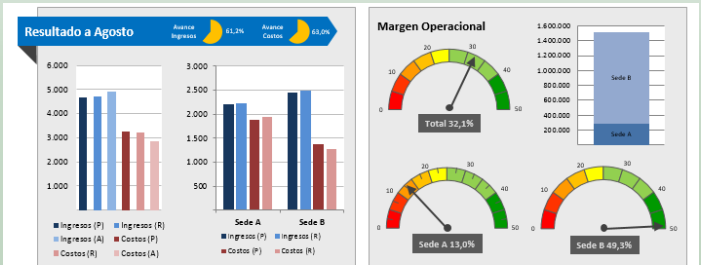 Resultado a Agosto
Avance
Ingresos
61,2%
Avance
Costos
63,0%
6.000
5.000
4.000
3.000
2.000
1.000
Ingresos (P)
Ingresos (R)
Ingresos (A)
Costos (P)
Costos (R)
Costos (A)
3.000
2.500
2.000
1.500
1.000
500
Sede A
Sede B
Ingresos (P)
Ingresos (R)
Costos (P)
Costos (R)
Margen Operacional
0
10
20
30
40
50
Total 32,1%
1.600.000
1.400.000
1.200.000
1.000.000
800.000
600.000
400.000
200.000
Sede B
Sede A
0
10
20
30
40
50
Sede A 13,0%
0
10
20
30
40
50
Sede B 49,3%